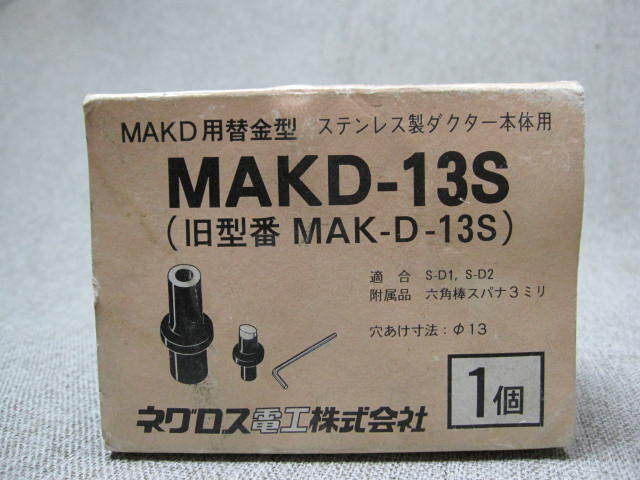 MAKD用替金型 ステンレス製ダクター本体用
MAKD-13S
(旧型番 MAK-D-13S)
適合 S-D1, S-D2
附属品 六角棒スパナ3ミリ
穴あけ寸法：φ13
ネグロス電工株式会社
1個